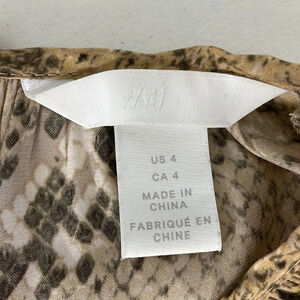 H&M
US 4
CA 4
MADE IN
CHINA
FABRIQUÉ EN
CHINE